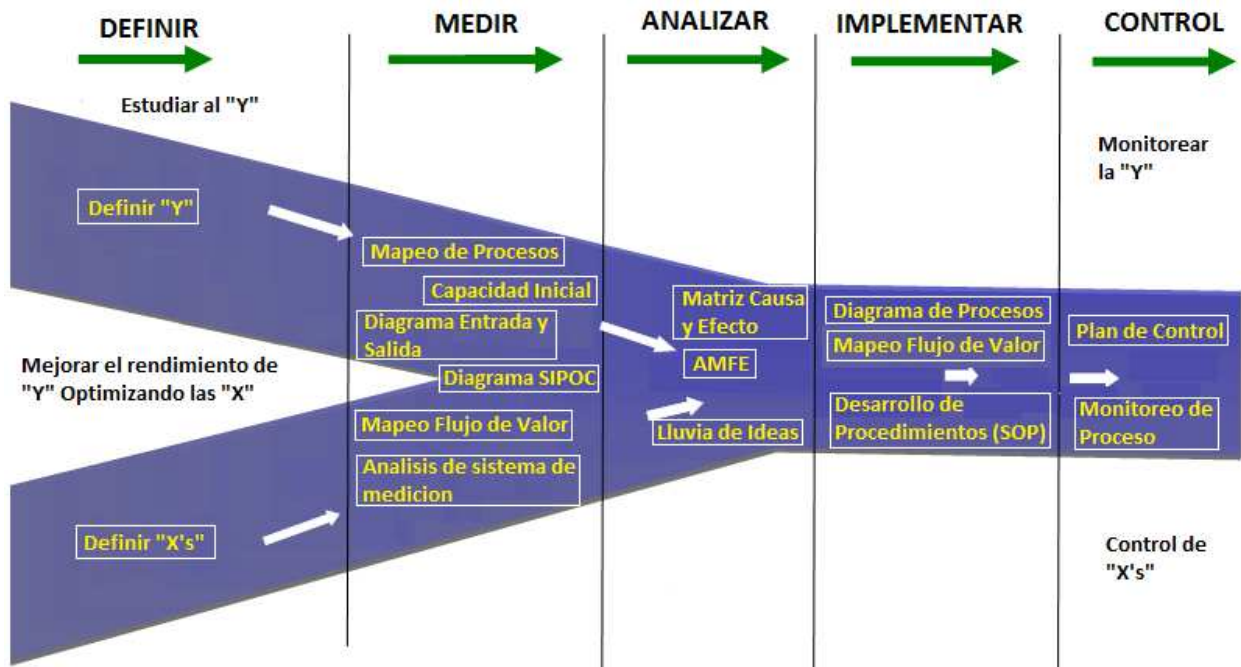 DEFINIR
MEDIR
ANALIZAR
IMPLEMENTAR
CONTROL
Estudiar al "Y"
Definir "Y"
Mejorar el rendimiento de
"Y" Optimizando las "X"
Definir "X's"
Mapeo de Procesos
Capacidad Inicial
Diagrama Entrada y
Salida
Diagrama SIPOC
Mapeo Flujo de Valor
Analisis de sistema de
medicion
Matriz Causa
y Efecto
AMFE
Lluvia de Ideas
Diagrama de Procesos
Mapeo Flujo de Valor
Desarrollo de
Procedimientos (SOP)
Monitorear
la "Y"
Plan de Control
Monitoreo de
Proceso
Control de
"X's"